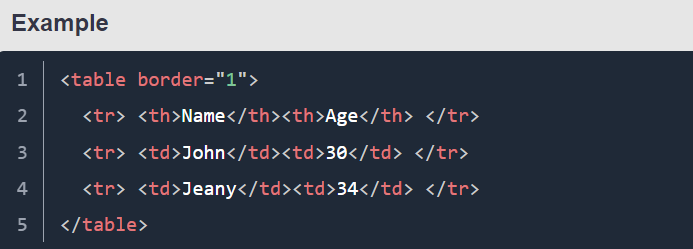 Example
1 <table border="1">
2 <tr> <th>Name</th><th>Age</th> </tr>
3 <tr> <td>John</td><td>30</td> </tr>
4 <tr> <td>Jeany</td><td>34</td> </tr>
5 </table>